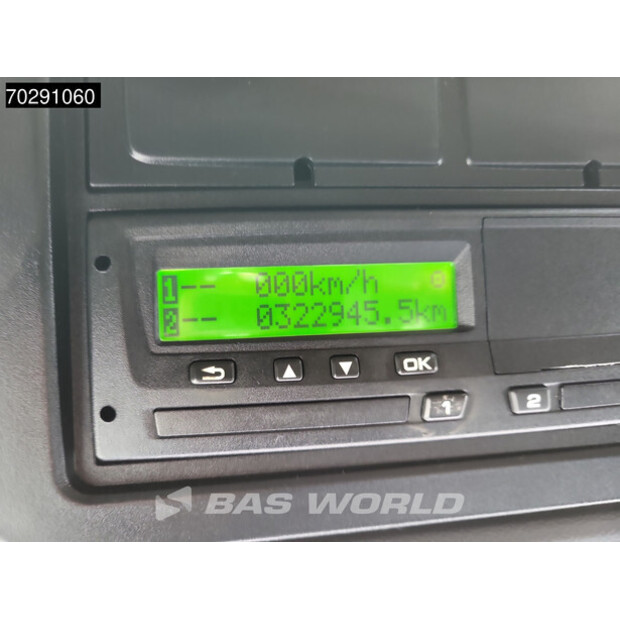 70291060
1-- 000km/h
2-- 0322945.5km
OK
1
2
BAS WORLD